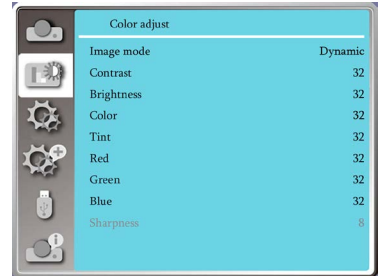 Color adjust
Image mode Dynamic
Contrast 32
Brightness 32
Color 32
Tint 32
Red 32
Green 32
Blue 32
Sharpness 8